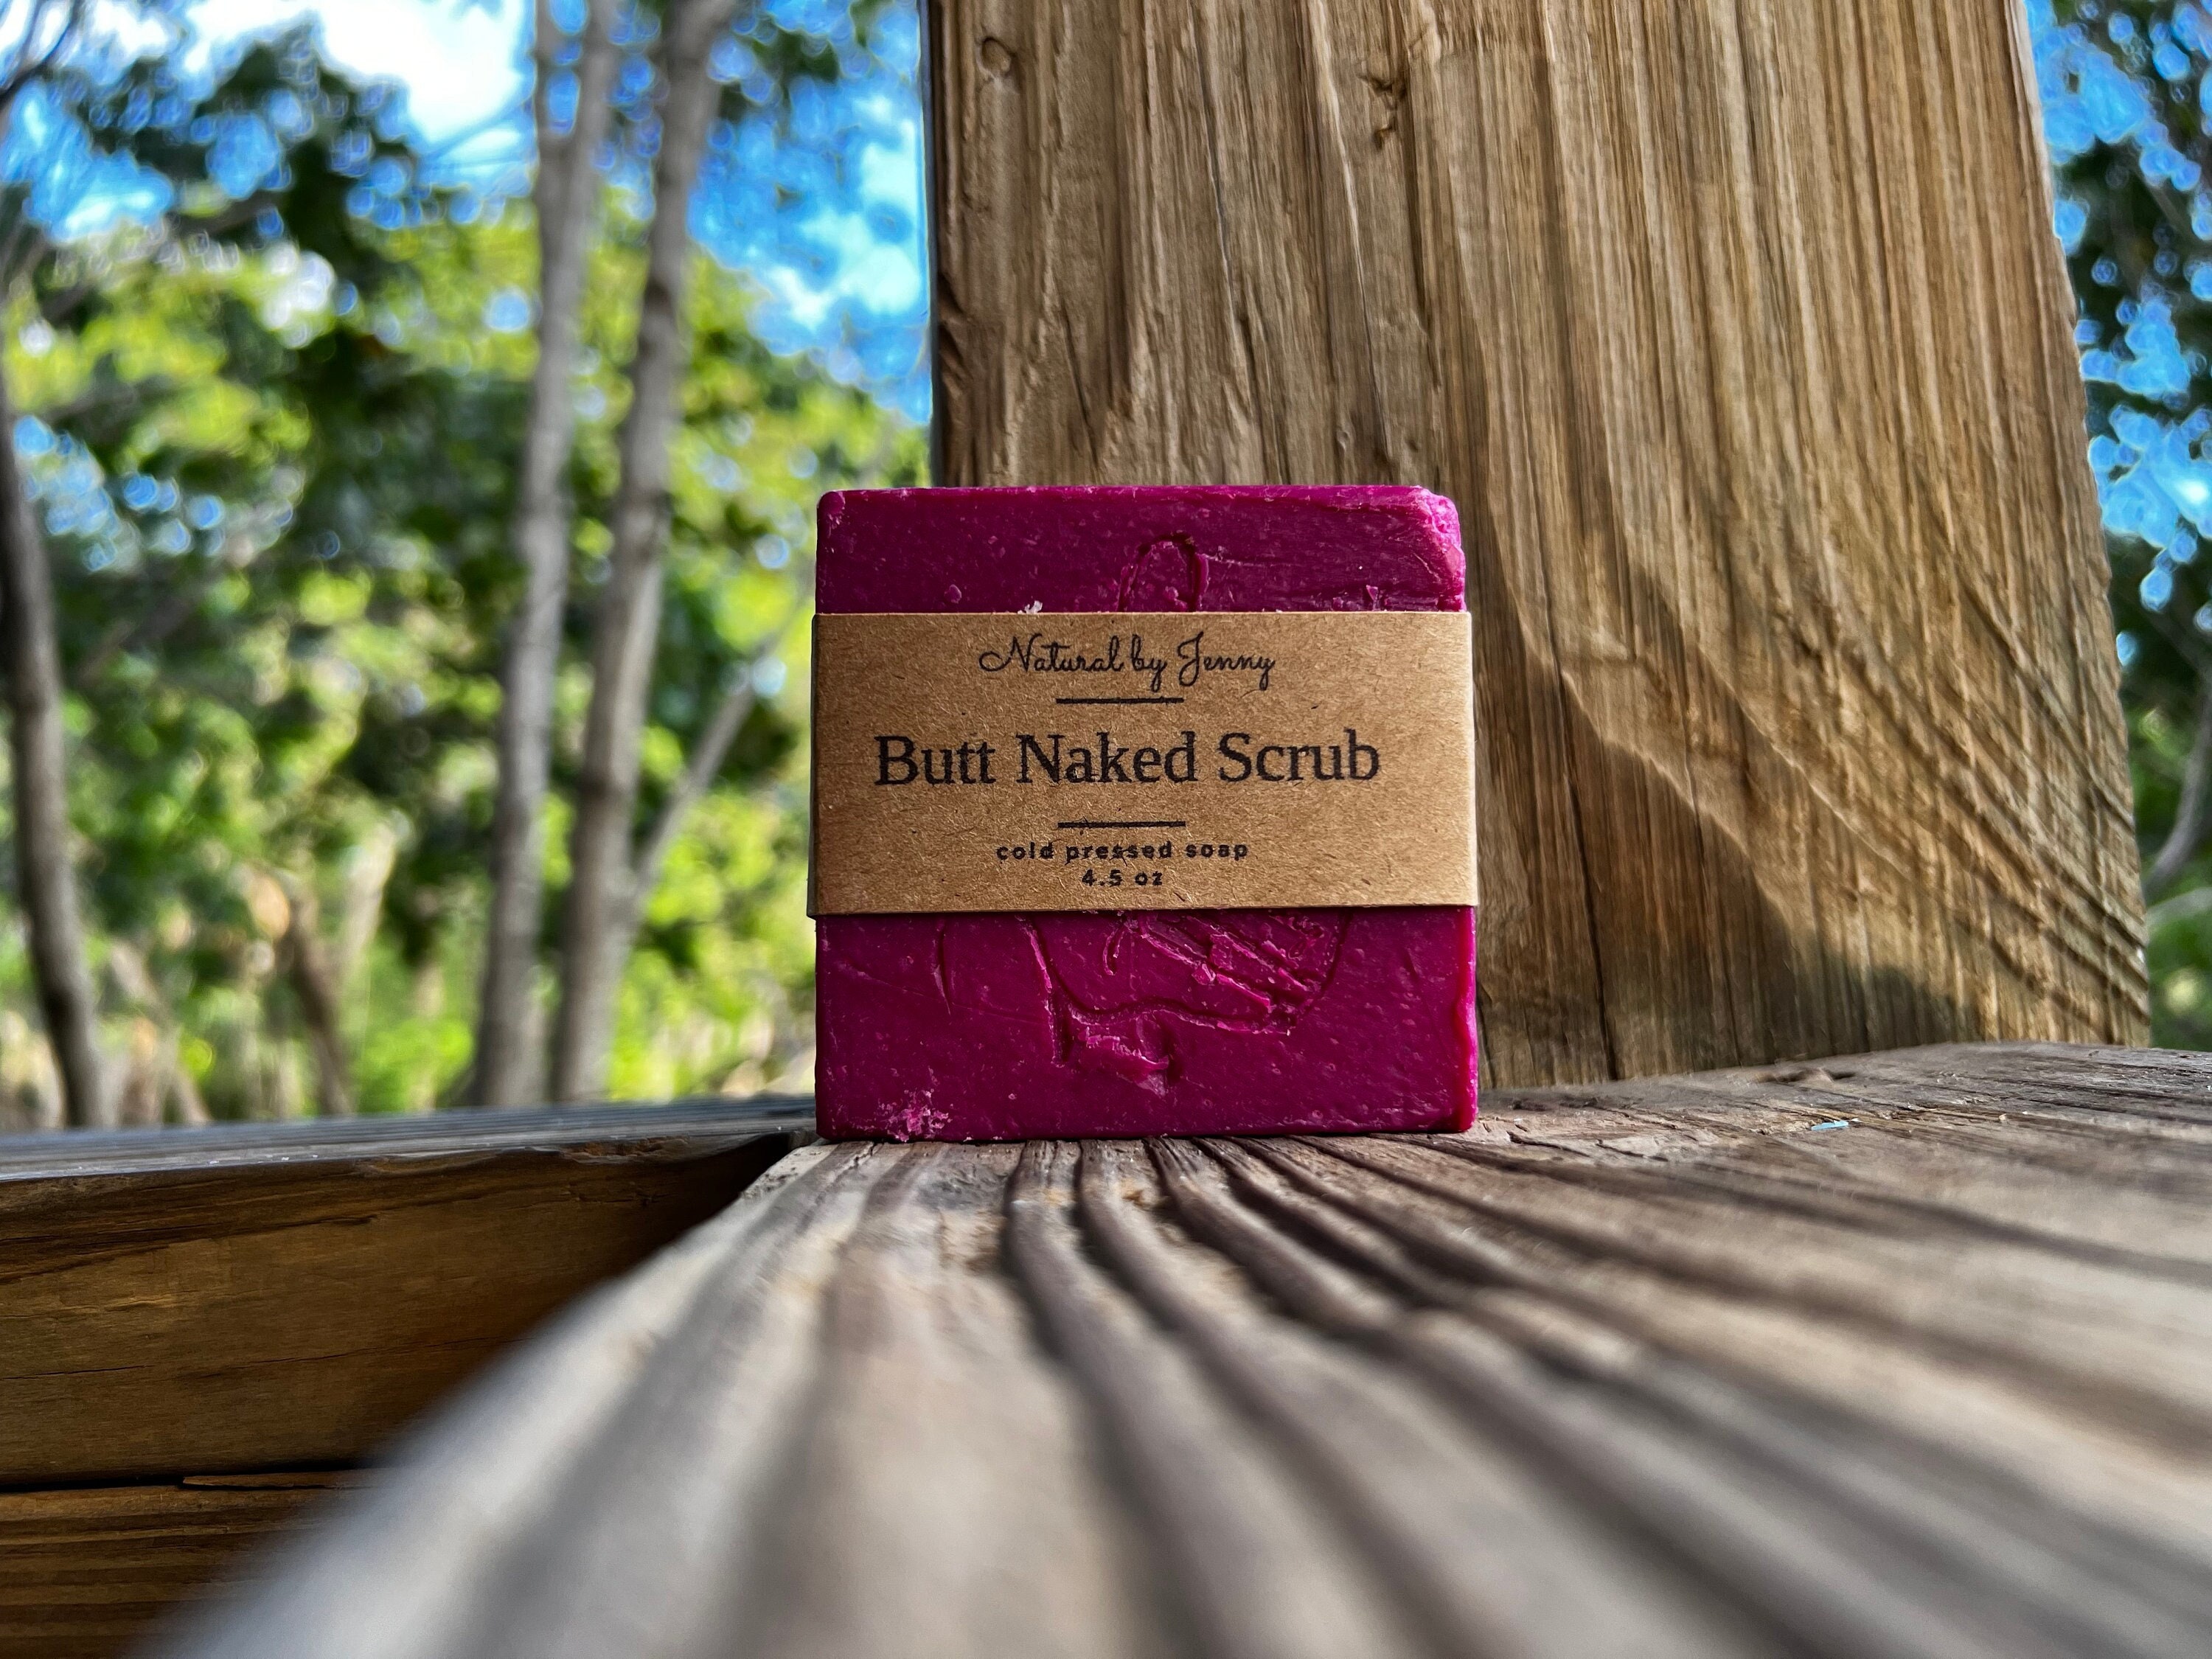 Natural by Jenny
Butt Naked Scrub
cold pressed soap
4.5 oz